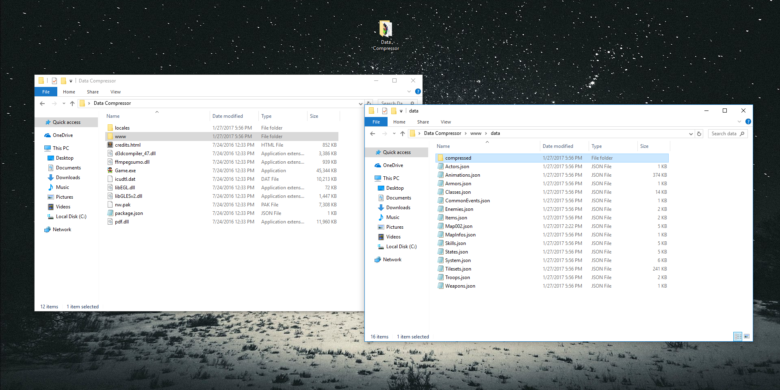 Data
Compressor
Data Compressor
File Home Share View
Data Compressor
Search Da...
Name Date modified Type Size
Quick access
OneDrive
This PC
Desktop
Documents
Downloads
Music
Pictures
Videos
Local Disk (C:)
Network
locales 1/27/2017 5:56 PM File folder
www 1/27/2017 5:56 PM File folder
credits.html 7/24/2016 12:33 PM HTML File 852 KB
d3dcompiler_47.dll 7/24/2016 12:33 PM Application extens... 3,386 KB
ffmpegsumo.dll 7/24/2016 12:33 PM Application extens... 939 KB
Game.exe 7/24/2016 12:33 PM Application 45,344 KB
icudtl.dat 7/24/2016 12:33 PM DAT File 10,213 KB
libEGL.dll 7/24/2016 12:33 PM Application extens... 72 KB
libGLESv2.dll 7/24/2016 12:33 PM Application extens... 1,447 KB
nw.pak 7/24/2016 12:33 PM PAK File 7,308 KB
package.json 7/24/2016 12:33 PM JSON File 1 KB
pdf.dll 7/24/2016 12:33 PM Application extens... 11,960 KB
12 items 1 item selected
data
File Home Share View
Data Compressor www data
Search data
Name Date modified Type Size
Quick access
OneDrive
This PC
Desktop
Documents
Downloads
Music
Pictures
Videos
Local Disk (C:)
Network
compressed 1/27/2017 5:56 PM File folder
Actors.json 1/27/2017 5:56 PM JSON File 1 KB
Animations.json 1/27/2017 5:56 PM JSON File 374 KB
Armors.json 1/27/2017 5:56 PM JSON File 1 KB
Classes.json 1/27/2017 5:56 PM JSON File 14 KB
CommonEvents.json 1/27/2017 5:56 PM JSON File 1 KB
Enemies.json 1/27/2017 5:56 PM JSON File 2 KB
Items.json 1/27/2017 5:56 PM JSON File 1 KB
Map002.json 1/27/2017 2:22 PM JSON File 3 KB
MapInfos.json 1/27/2017 5:56 PM JSON File 1 KB
Skills.json 1/27/2017 5:56 PM JSON File 5 KB
States.json 1/27/2017 5:56 PM JSON File 5 KB
System.json 1/27/2017 5:56 PM JSON File 6 KB
Tilesets.json 1/27/2017 5:56 PM JSON File 241 KB
Troops.json 1/27/2017 5:56 PM JSON File 2 KB
Weapons.json 1/27/2017 5:56 PM JSON File 1 KB
16 items 1 item selected